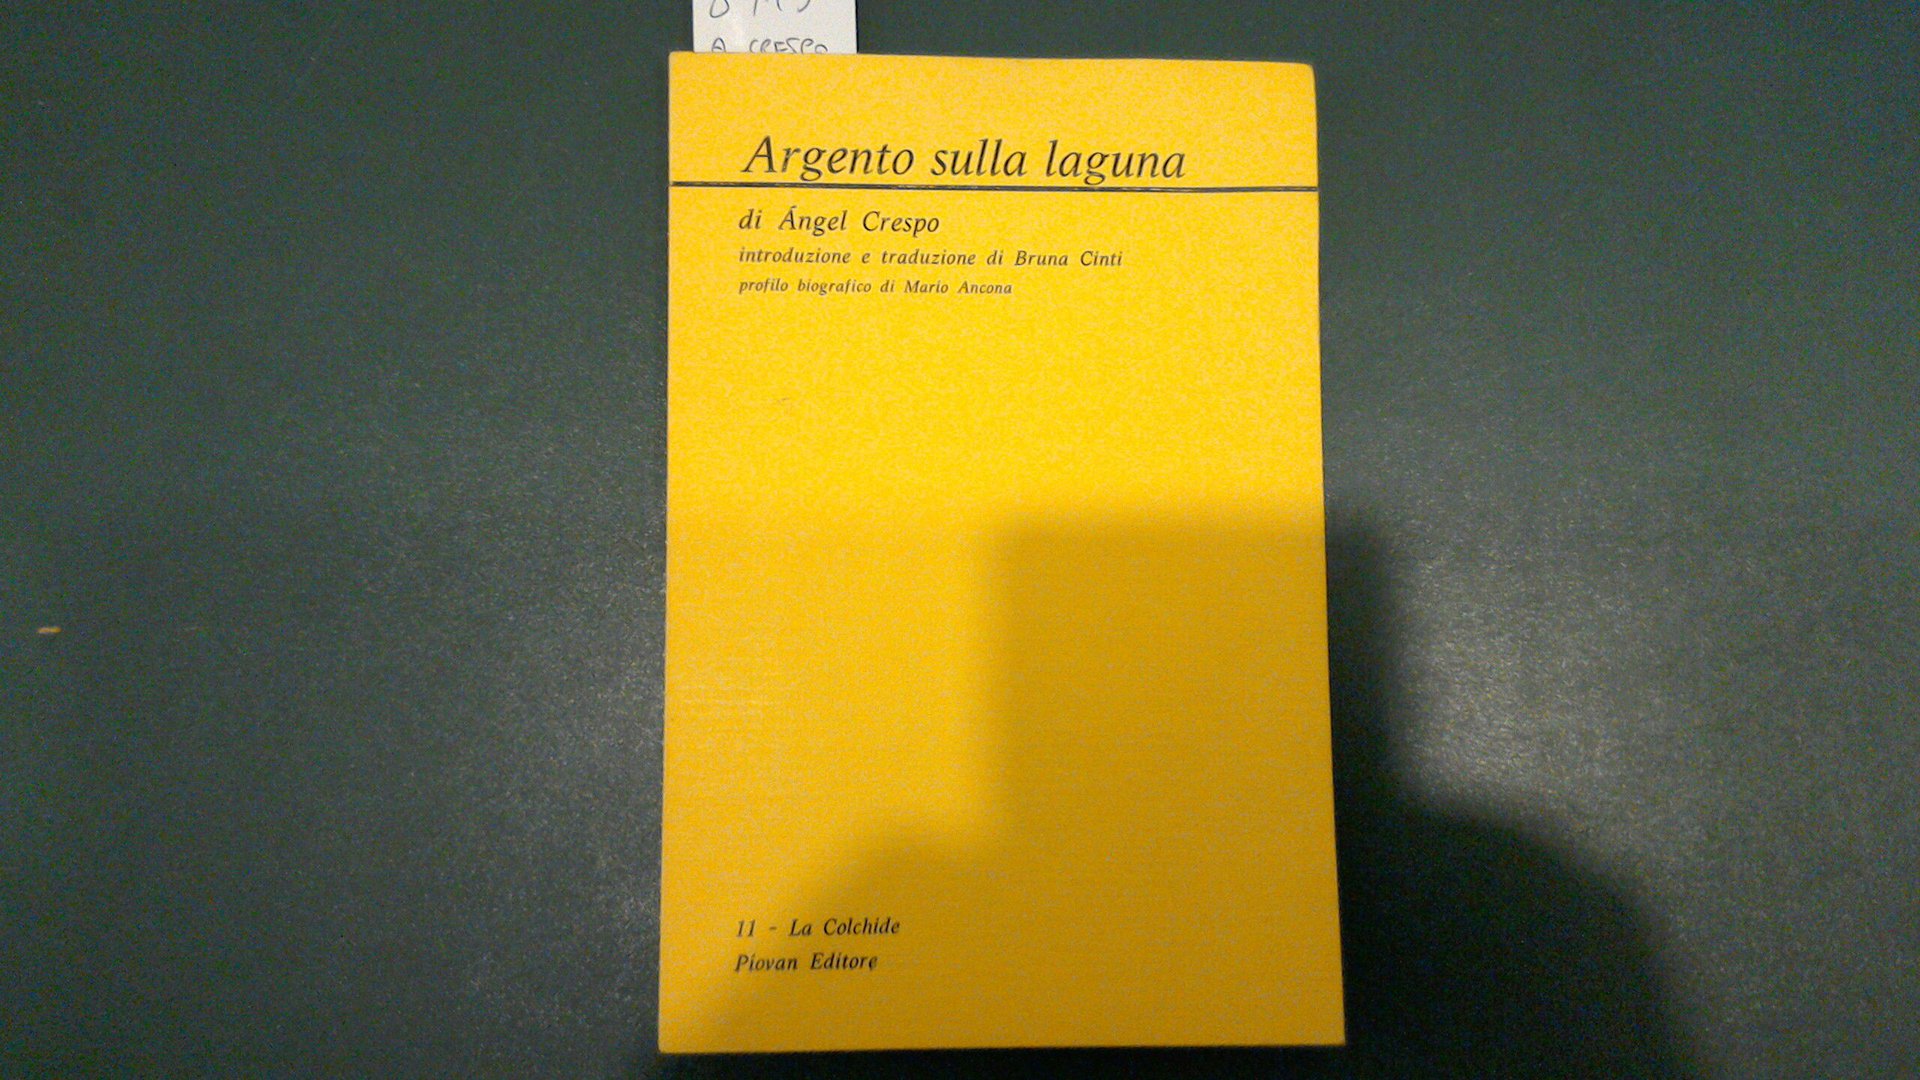 A CRESPO
Argento sulla laguna
di Ángel Crespo
introduzione e traduzione di Bruna Cinti
profilo biografico di Mario Ancona
11 - La Colchide
Piovan Editore